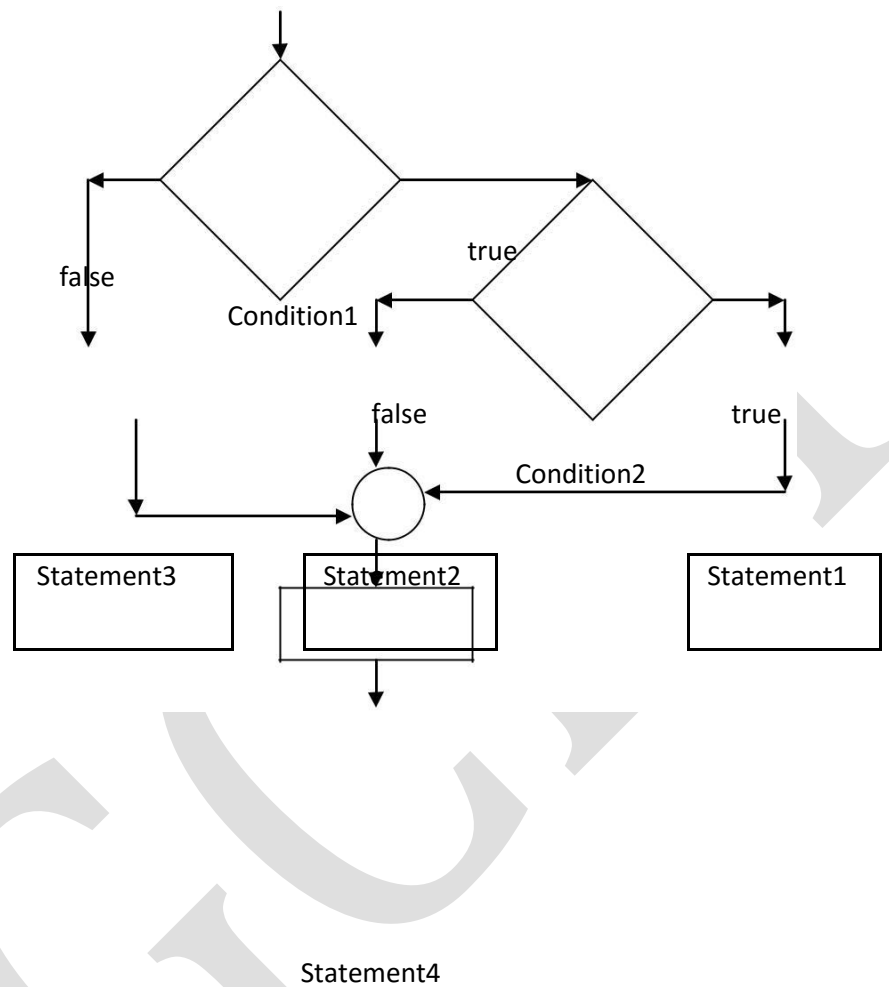 true
false
Condition1
false true
Condition2
Statement3 Statement2 Statement1
Statement4